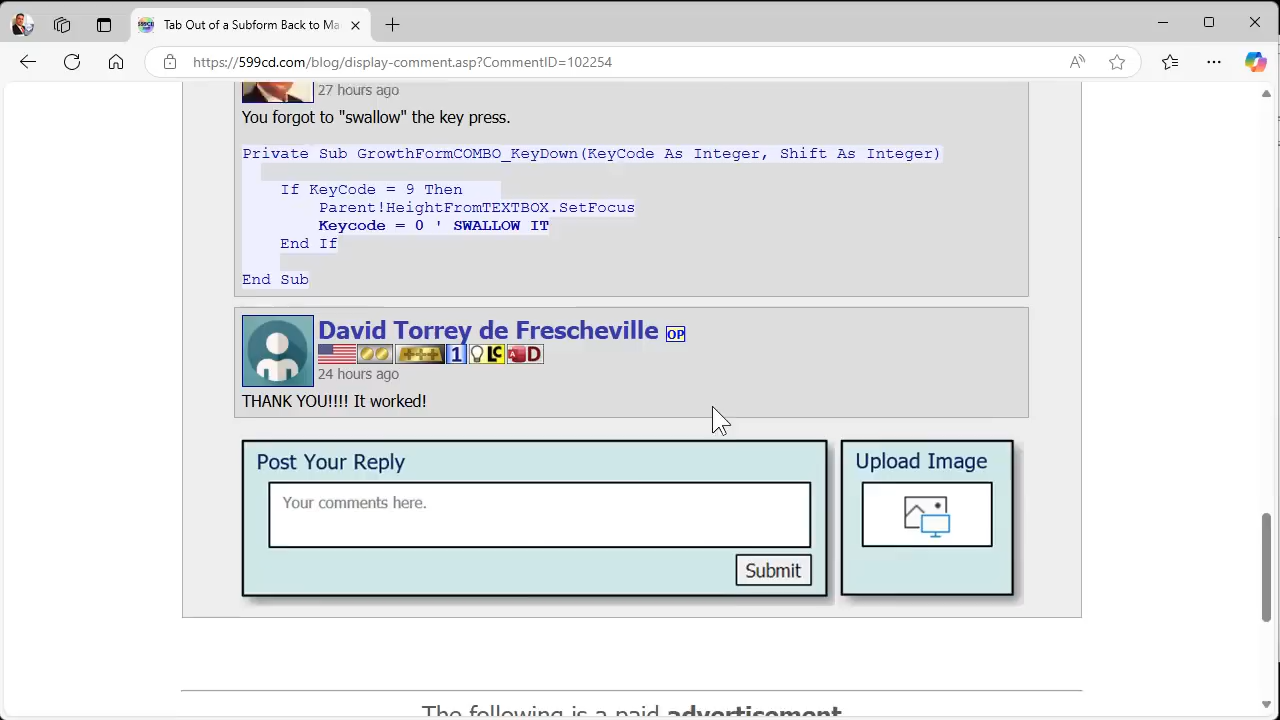 Tab Out of a Subform Back to Ma
https://599cd.com/blog/display-comment.asp?CommentID=102254
27 hours ago
You forgot to "swallow" the key press.
Private Sub GrowthFormCOMBO_KeyDown(KeyCode As Integer, Shift As Integer)
If KeyCode = 9 Then
Parent!HeightFromTEXTBOX.SetFocus
Keycode = 0 ' SWALLOW IT
End If
End Sub
David Torrey de Frescheville OP
1 LC D
24 hours ago
THANK YOU!!!! It worked!
Post Your Reply
Upload Image
Your comments here.
Submit
The following is a paid advertisement